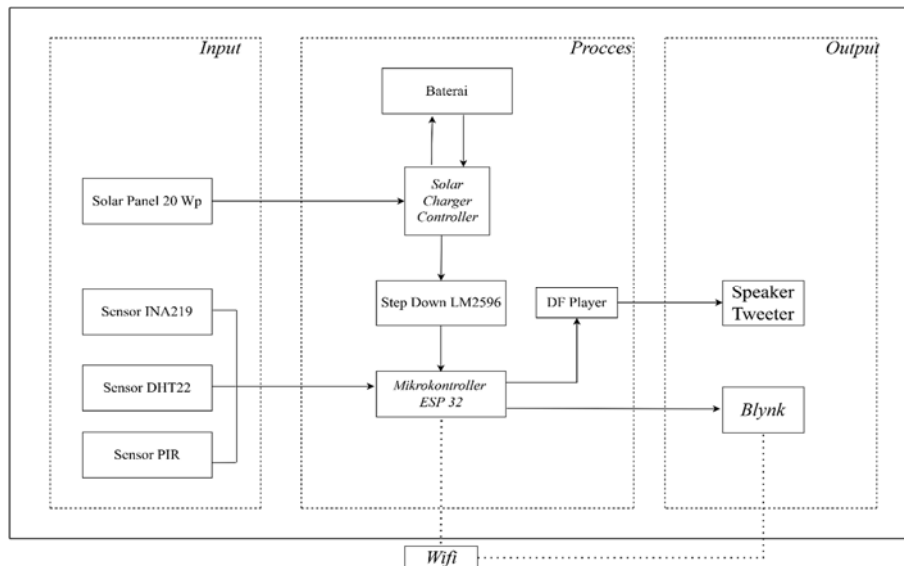 Input
Procces
Output
Baterai
Solar Panel 20 Wp
Solar
Charger
Controller
Sensor INA219
Step Down LM2596
DF Player
Speaker
Tweeter
Sensor DHT22
Mikrokontroller
ESP 32
Blynk
Sensor PIR
Wifi